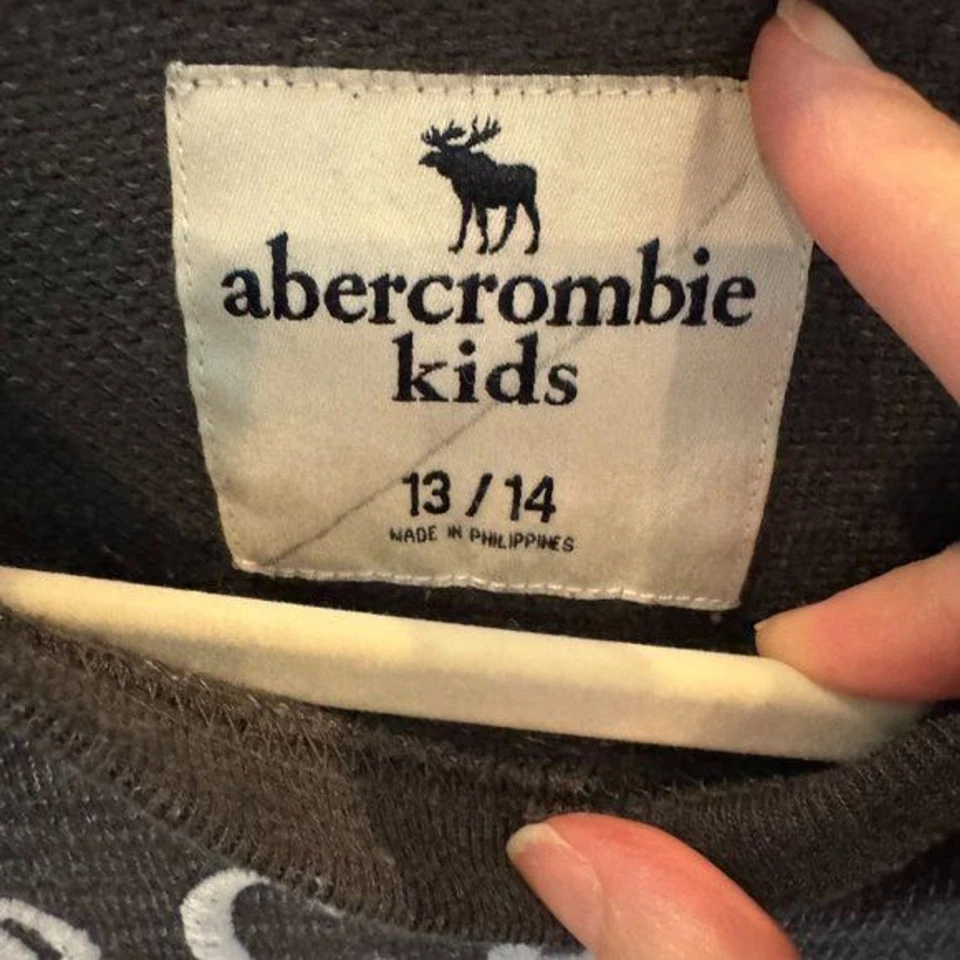 abercrombie
kids
13 / 14
MADE IN PHILIPPINES